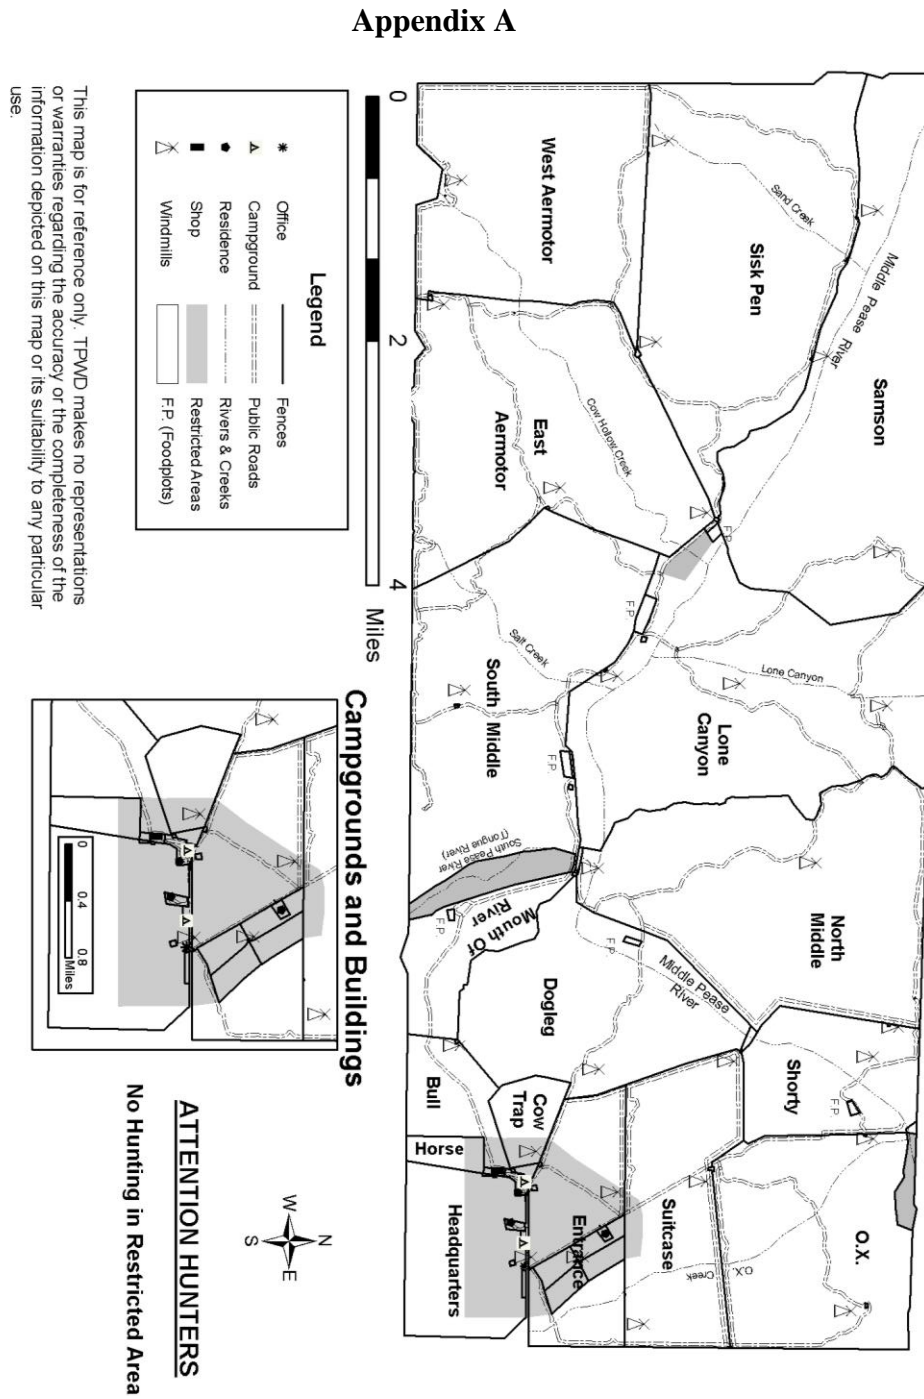 Appendix A
Samson
Middle Pease River
Sand Creek
Sisk Pen
West Aermotor
Cow Hollow Creek
East
Aermotor
F.P.
F.P.
Lone Canyon
Lone
Canyon
Salt Creek
South Middle
F.P.
North
Middle
South Pease River
(Tongue River)
Mouth Of
River
F.P.
F.P.
Middle Pease
River
Dogleg
Shorty
F.P.
O.X.
O.X. Creek
Suitcase
Cow
Trap
Bull
Horse
Entrance
Headquarters
0 2 4
Miles
Legend
Office
Campground
Residence
Shop
Windmills
Fences
Public Roads
Rivers & Creeks
Restricted Areas
F.P. (Foodplots)
This map is for reference only. TPWD makes no representations
or warranties regarding the accuracy or the completeness of the
information depicted on this map or its suitability to any particular
use.
Campgrounds and Buildings
0 0.4 0.8
Miles
N
W E
S
ATTENTION HUNTERS
No Hunting in Restricted Area